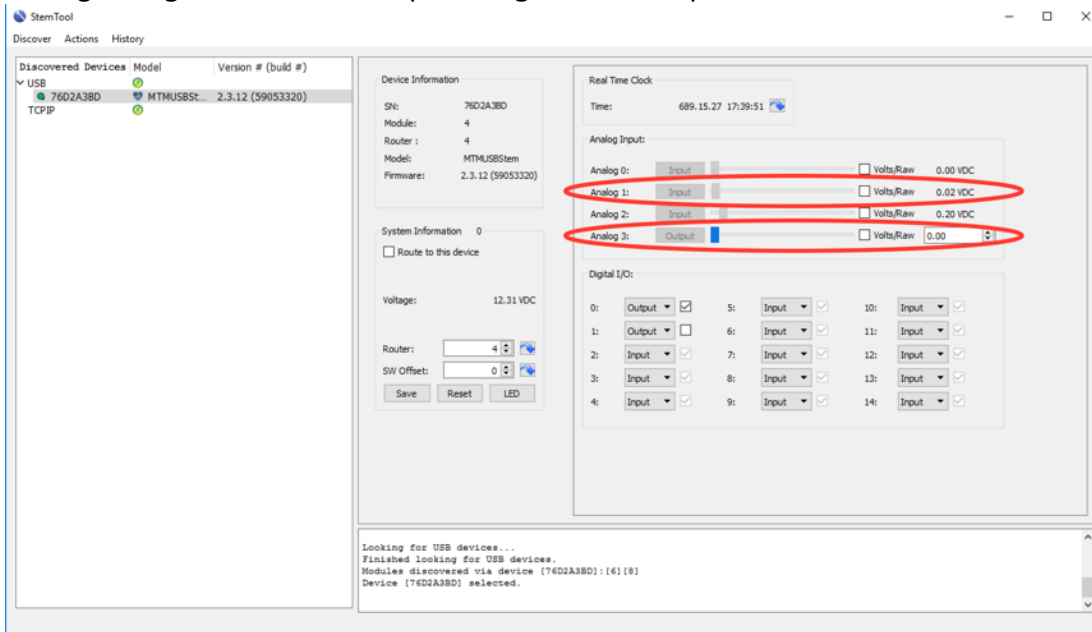 StemTool
Discover Actions History
Discovered Devices Model Version # (build #)
USB
76D2A3BD MTMUSBSt... 2.3.12 (59053320)
TCPIP
Device Information
SN: 76D2A3BD
Module: 4
Router : 4
Model: MTMUSBStem
Firmware: 2.3.12 (59053320)
System Information 0
Route to this device
Voltage: 12.31 VDC
Router: 4
SW Offset: 0
Save Reset LED
Real Time Clock
Time: 689.15.27 17:39:51
Analog Input:
Analog 0: Input Volts/Raw 0.00 VDC
Analog 1: Input Volts/Raw 0.02 VDC
Analog 2: Input Volts/Raw 0.20 VDC
Analog 3: Output Volts/Raw 0.00
Digital I/O:
0: Output 5: Input 10: Input
1: Output 6: Input 11: Input
2: Input 7: Input 12: Input
3: Input 8: Input 13: Input
4: Input 9: Input 14: Input
Looking for USB devices...
Finished looking for USB devices.
Modules discovered via device [76D2A3BD]:[6][8]
Device [76D2A3BD] selected.